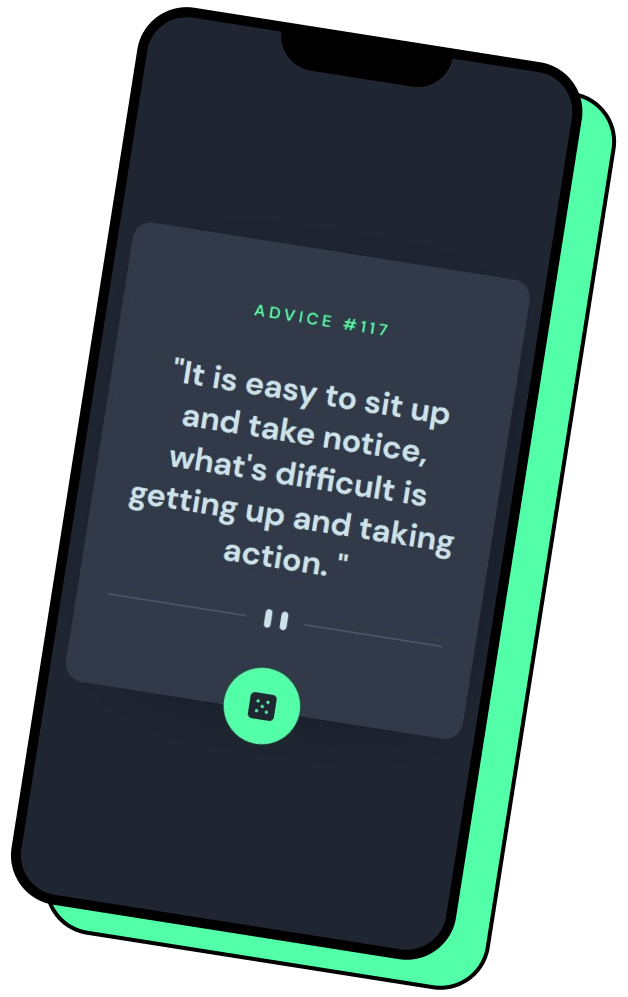 ADVICE #117
"It is easy to sit up
and take notice,
what's difficult is
getting up and taking
action. "